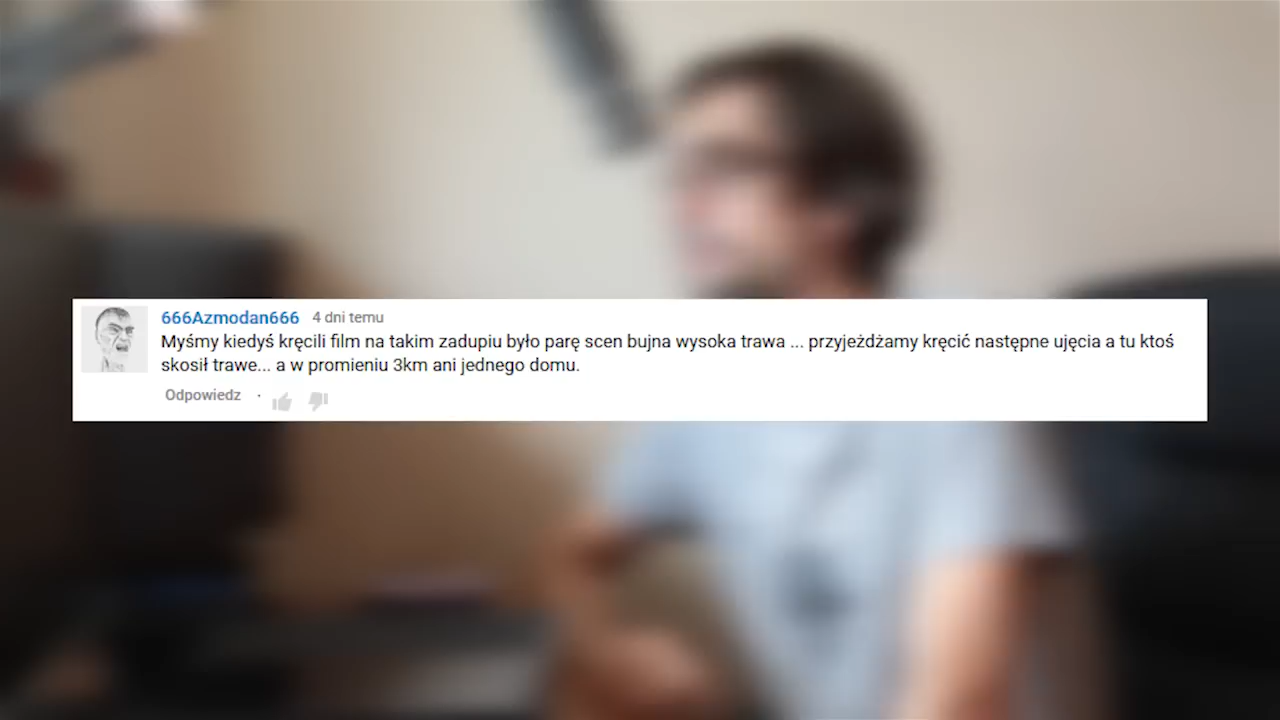 666Azmodan666 4 dni temu
Myśmy kiedyś kręcili film na takim zadupiu było parę scen bujna wysoka trawa ... przyjeżdżamy kręcić następne ujęcia a tu ktoś
skosił trawe... a w promieniu 3km ani jednego domu.
Odpowiedz ·